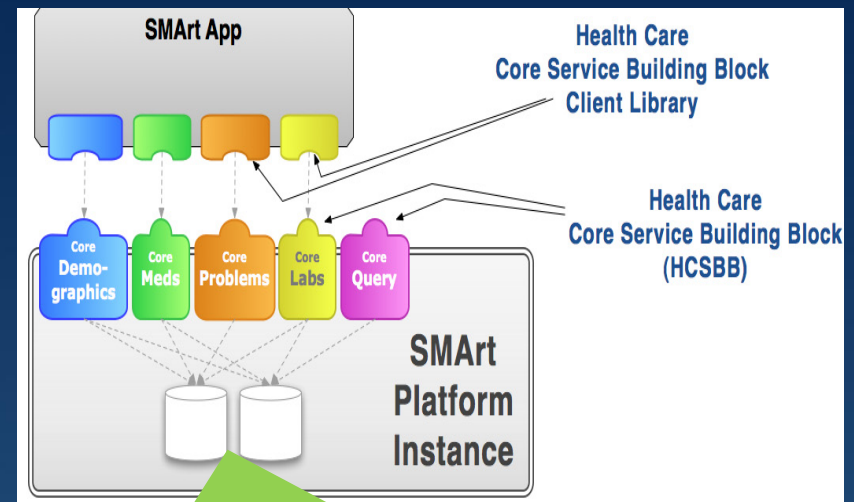 SMArt App
Health Care
Core Service Building Block
Client Library
Health Care
Core Service Building Block
(HCSBB)
Core
Demo-
graphics
Core
Meds
Core
Problems
Core
Labs
Core
Query
SMArt
Platform
Instance